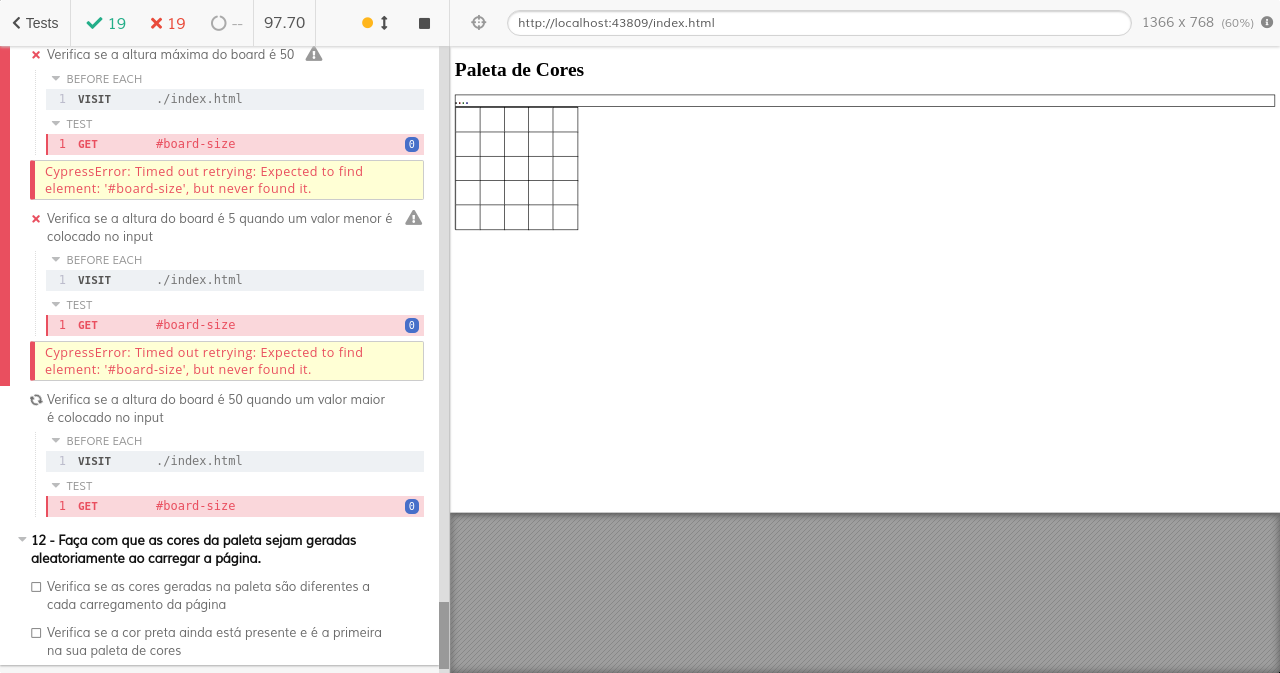 Tests 19 19 -- 97.70
http://localhost:43809/index.html 1366 x 768 (60%)
Verifica se a altura máxima do board é 50
BEFORE EACH
1 VISIT ./index.html
TEST
1 GET #board-size 0
CypressError: Timed out retrying: Expected to find
element: '#board-size', but never found it.
Verifica se a altura do board é 5 quando um valor menor é
colocado no input
BEFORE EACH
1 VISIT ./index.html
TEST
1 GET #board-size 0
CypressError: Timed out retrying: Expected to find
element: '#board-size', but never found it.
Verifica se a altura do board é 50 quando um valor maior
é colocado no input
BEFORE EACH
1 VISIT ./index.html
TEST
1 GET #board-size 0
12 - Faça com que as cores da paleta sejam geradas
aleatoriamente ao carregar a página.
Verifica se as cores geradas na paleta são diferentes a
cada carregamento da página
Verifica se a cor preta ainda está presente e é a primeira
na sua paleta de cores
Paleta de Cores
....